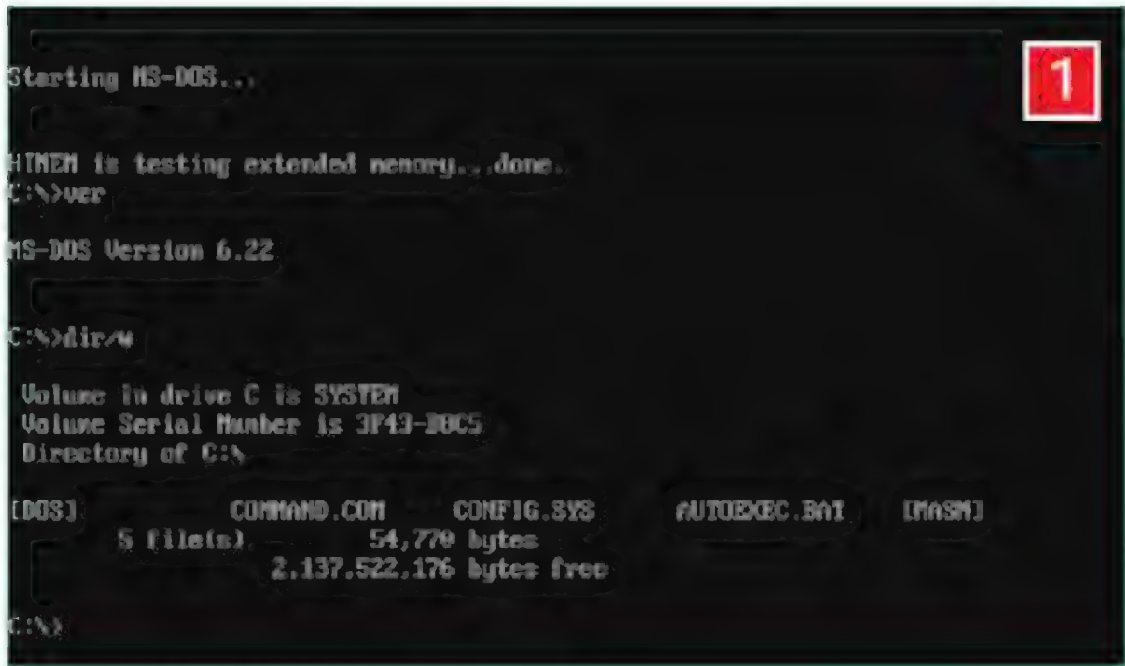 1
Starting MS-DOS...
HIMEM is testing extended memory...done.
C:\>ver
MS-DOS Version 6.22
C:\>dir/w
Volume in drive C is SYSTEM
Volume Serial Number is
Directory of C:\
[DOS] COMMAND.COM CONFIG.SYS AUTOEXEC.BAT [MASM]
5 file(s) 54,770 bytes
2,137,522,176 bytes free
C:\>